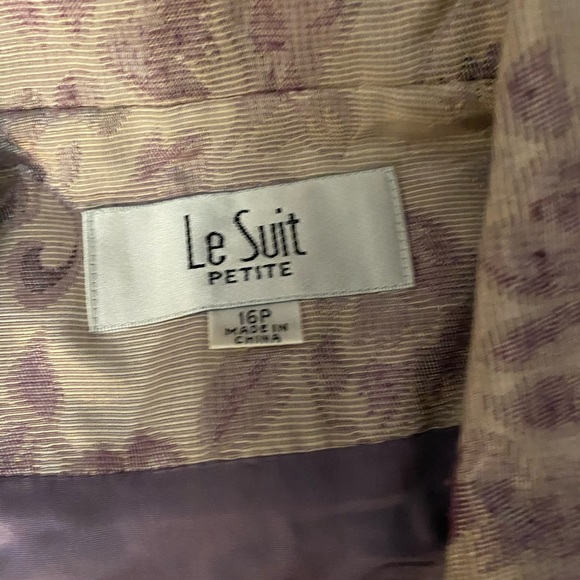 Le Suit
PETITE
16P
MADE IN
CHINA